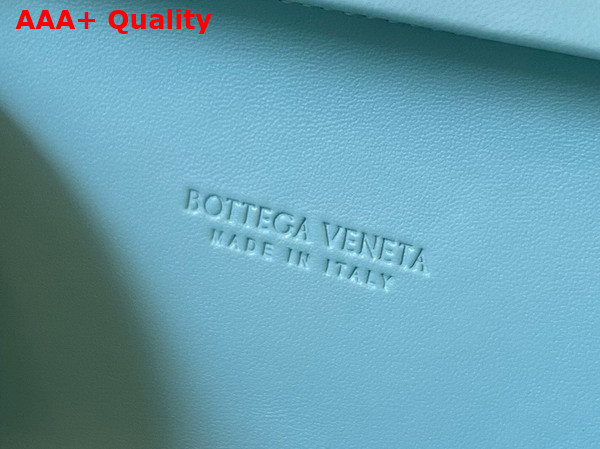 AAA+ Quality
BOTTEGA VENETA
MADE IN ITALY